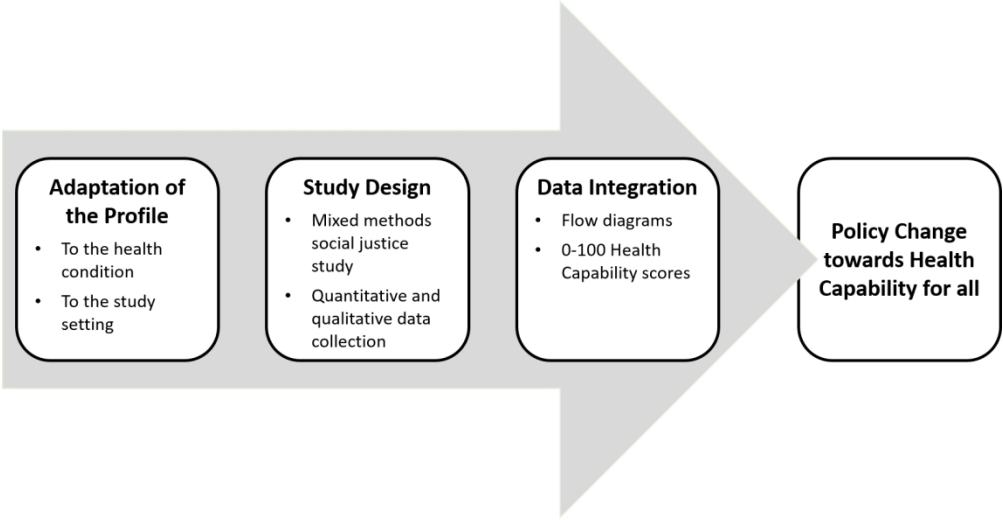 Adaptation of
the Profile
• To the health
condition
• To the study
setting
Study Design
• Mixed methods
social justice
study
• Quantitative and
qualitative data
collection
Data Integration
• Flow diagrams
• 0-100 Health
Capability scores
Policy Change
towards Health
Capability for all